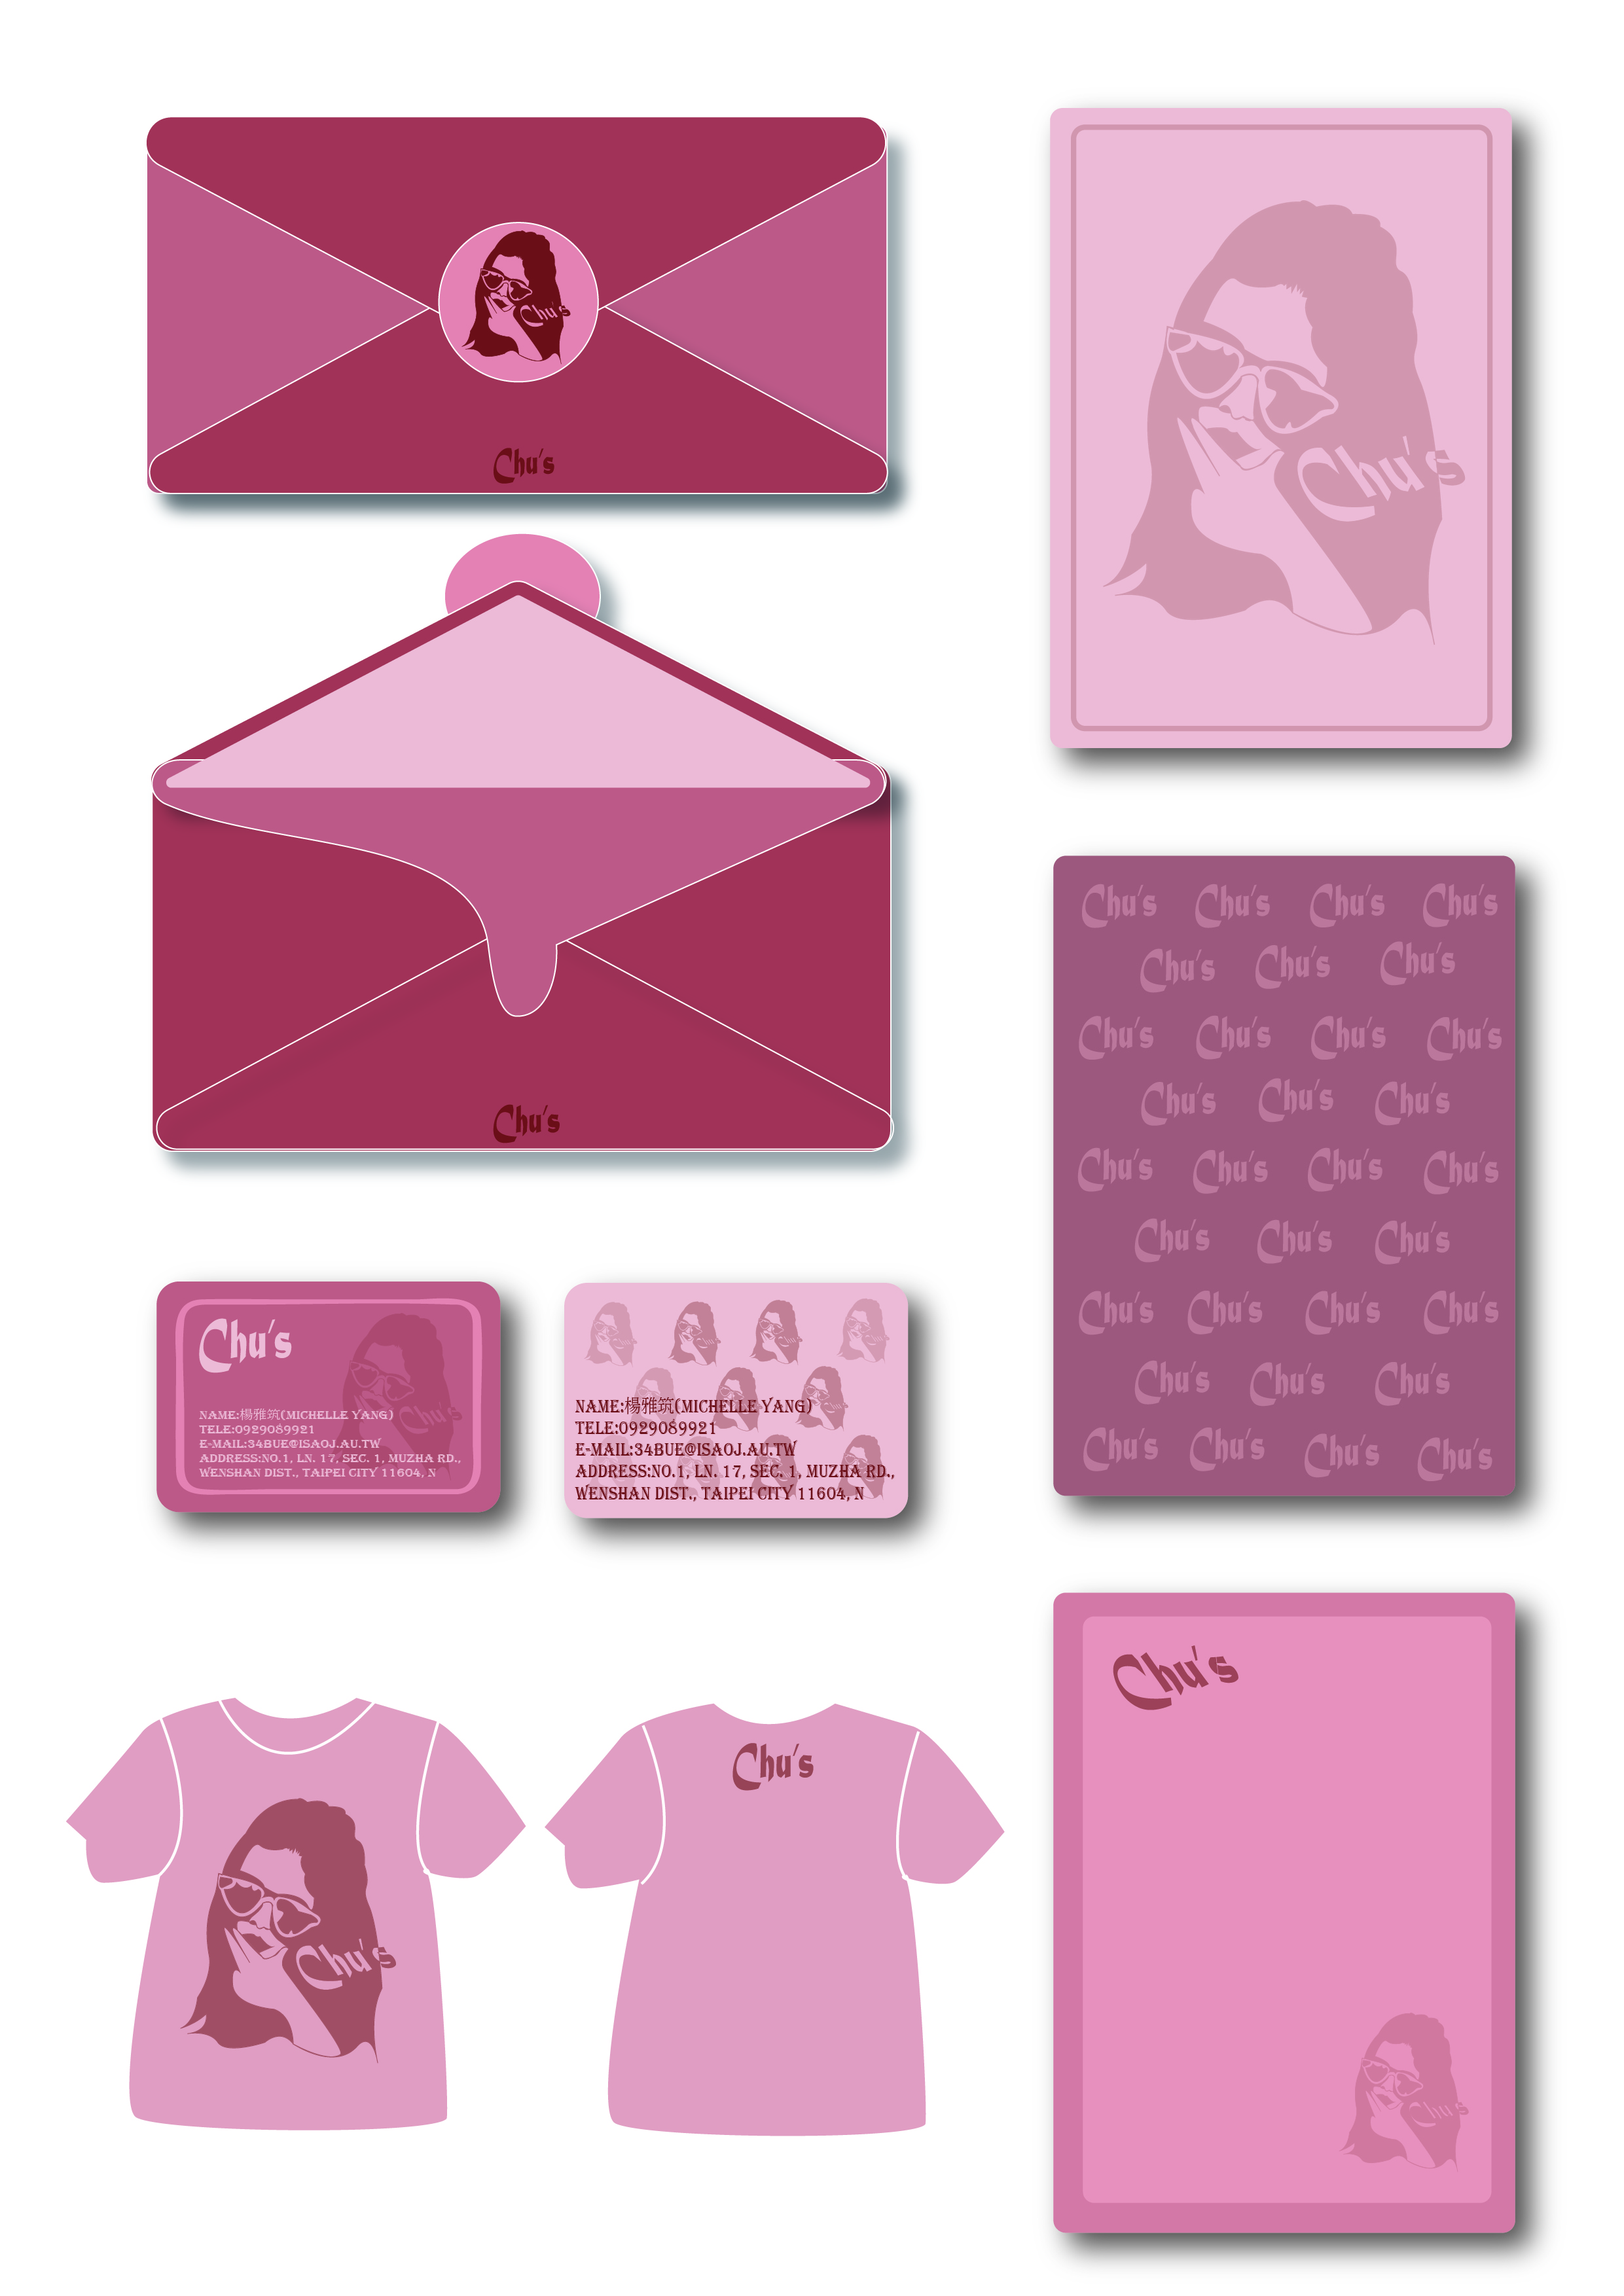 Chu's
Chu's
Chu's
Chu's
NAME:楊雅筑(MICHELLE YANG)
Chu's
TELE:0929089921
E-MAIL:34BUE@ISAOJ.AU.TW
ADDRESS:NO.1, LN. 17, SEC. 1, MUZHA RD.,
WENSHAN DIST., TAIPEI CITY 11604, N
NAME:楊雅筑(MICHELLE YANG)
TELE:0929089921
E-MAIL:34BUE@ISAOJ.AU.TW
ADDRESS:NO.1, LN. 17, SEC. 1, MUZHA RD.,
WENSHAN DIST., TAIPEI CITY 11604, N
Chu's
Chu's
Chu's
Chu's Chu's Chu's Chu's
Chu's Chu's Chu's
Chu's Chu's Chu's Chu's
Chu's Chu's Chu's
Chu's Chu's Chu's Chu's
Chu's Chu's Chu's
Chu's Chu's Chu's Chu's
Chu's Chu's Chu's
Chu's Chu's Chu's Chu's
Chu's
Chu's